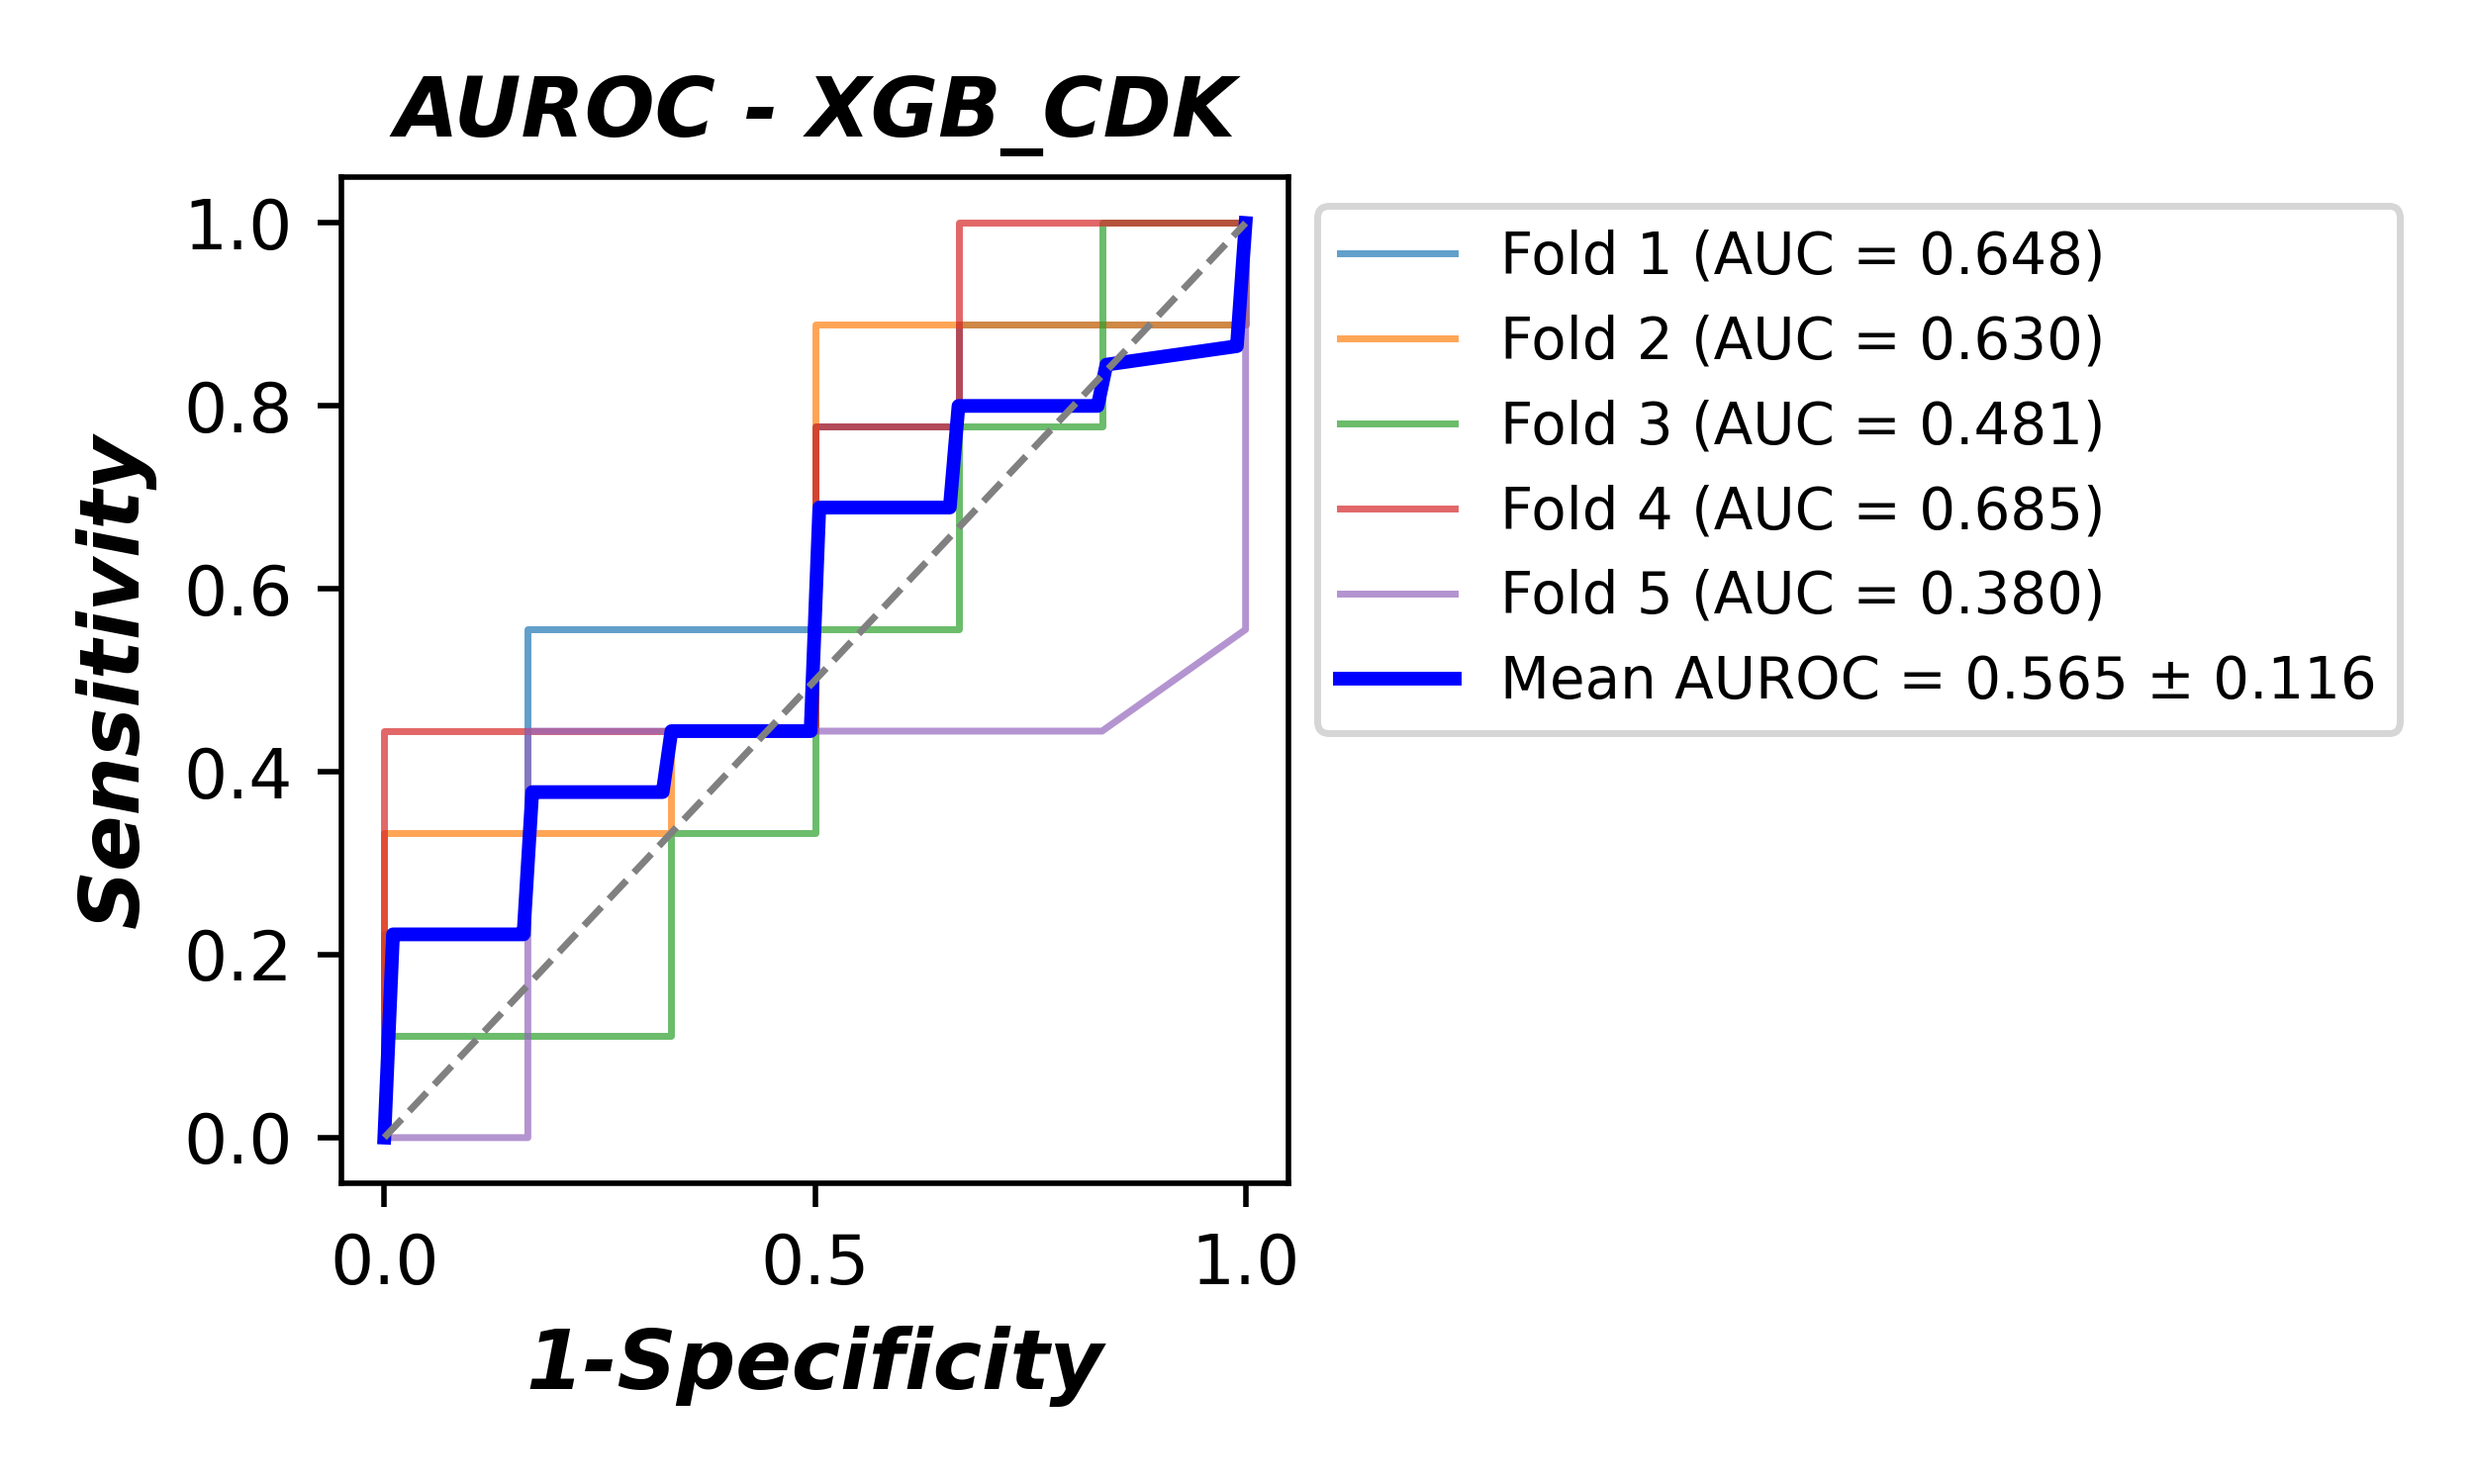 AUROC - XGB_CDK
Sensitivity
1.0
0.8
0.6
0.4
0.2
0.0
0.0 0.5 1.0
1-Specificity
Fold 1 (AUC = 0.648)
Fold 2 (AUC = 0.630)
Fold 3 (AUC = 0.481)
Fold 4 (AUC = 0.685)
Fold 5 (AUC = 0.380)
Mean AUROC = 0.565 ± 0.116